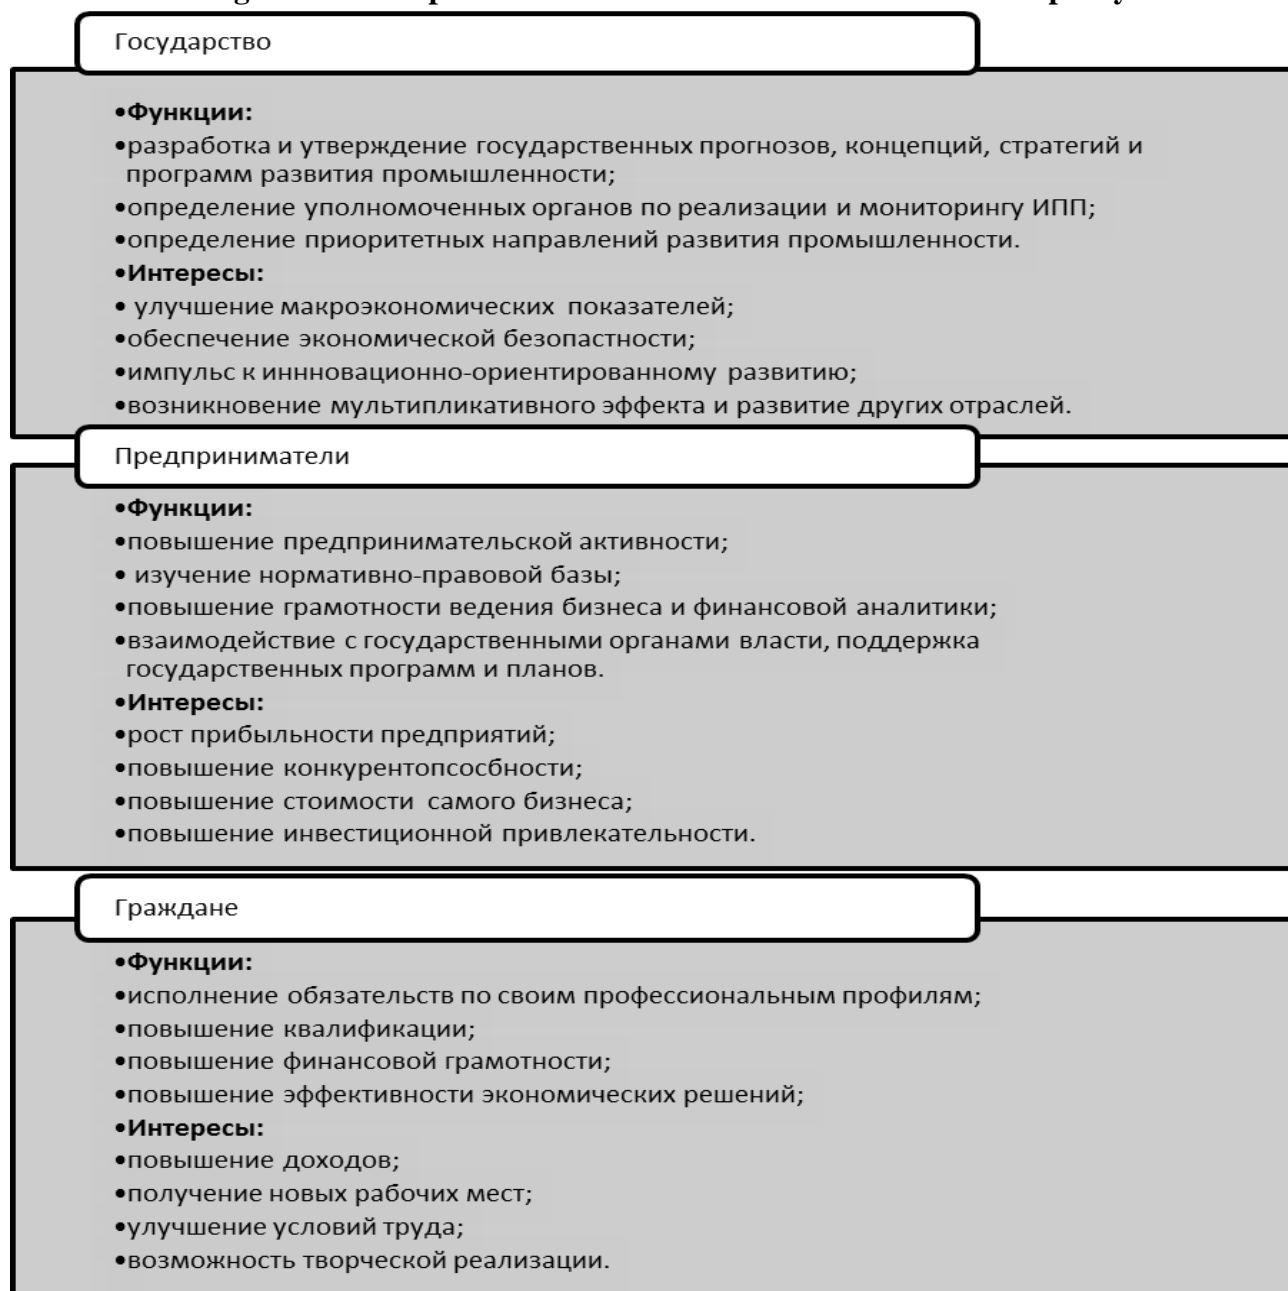 Государство
•Функции:
•разработка и утверждение государственных прогнозов, концепций, стратегий и
программ развития промышленности;
•определение уполномоченных органов по реализации и мониторингу ИПП;
•определение приоритетных направлений развития промышленности.
•Интересы:
• улучшение макроэкономических показателей;
•обеспечение экономической безопастности;
•импульс к иннновационно-ориентированному развитию;
•возникновение мультипликативного эффекта и развитие других отраслей.
Предприниматели
•Функции:
•повышение предпринимательской активности;
• изучение нормативно-правовой базы;
•повышение грамотности ведения бизнеса и финансовой аналитики;
•взаимодействие с государственными органами власти, поддержка
государственных программ и планов.
•Интересы:
•рост прибыльности предприятий;
•повышение конкурентопсосбности;
•повышение стоимости самого бизнеса;
•повышение инвестиционной привлекательности.
Граждане
•Функции:
•исполнение обязательств по своим профессиональным профилям;
•повышение квалификации;
•повышение финансовой грамотности;
•повышение эффективности экономических решений;
•Интересы:
•повышение доходов;
•получение новых рабочих мест;
•улучшение условий труда;
•возможность творческой реализации.